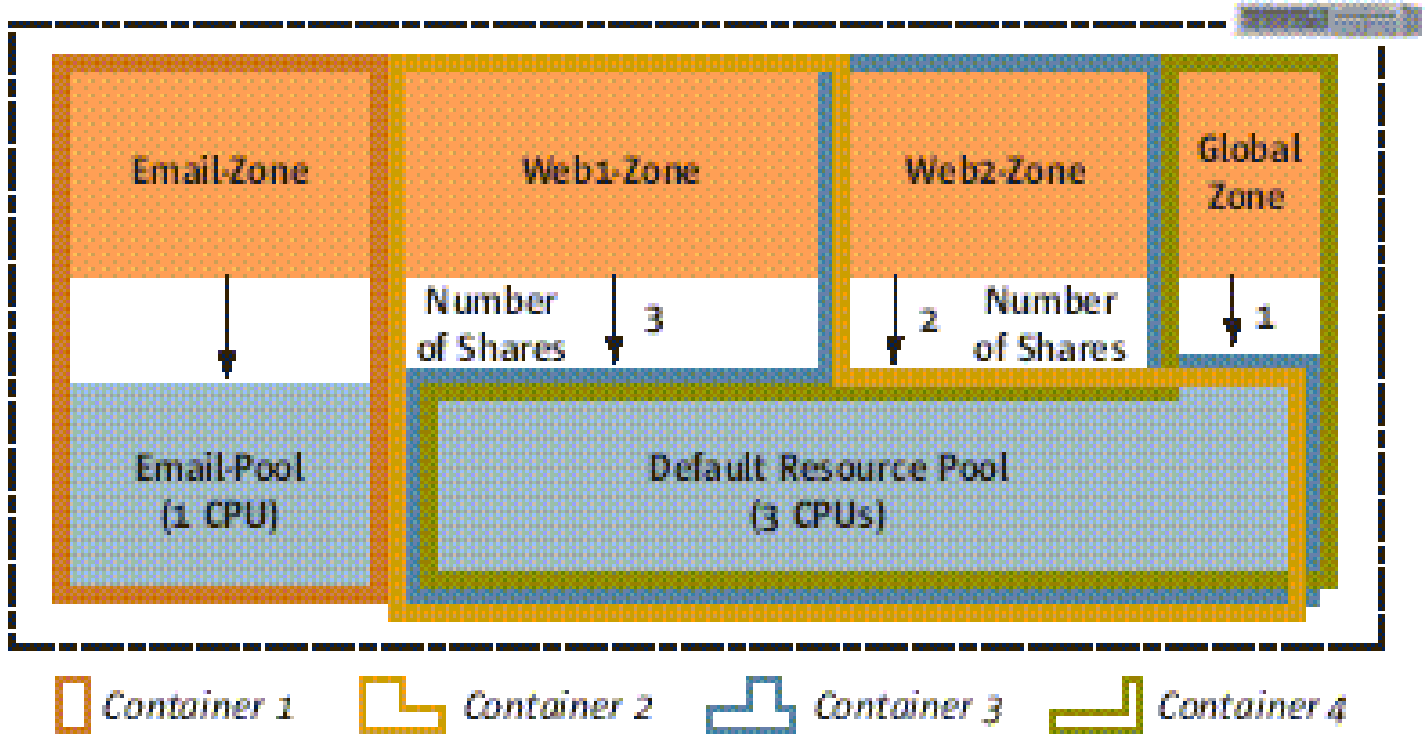 Email-Zone
Web1-Zone
Web2-Zone
Global
Zone
Number
of Shares
3
2
Number
of Shares
1
Email-Pool
(1 CPU)
Default Resource Pool
(3 CPUs)
Container 1
Container 2
Container 3
Container 4